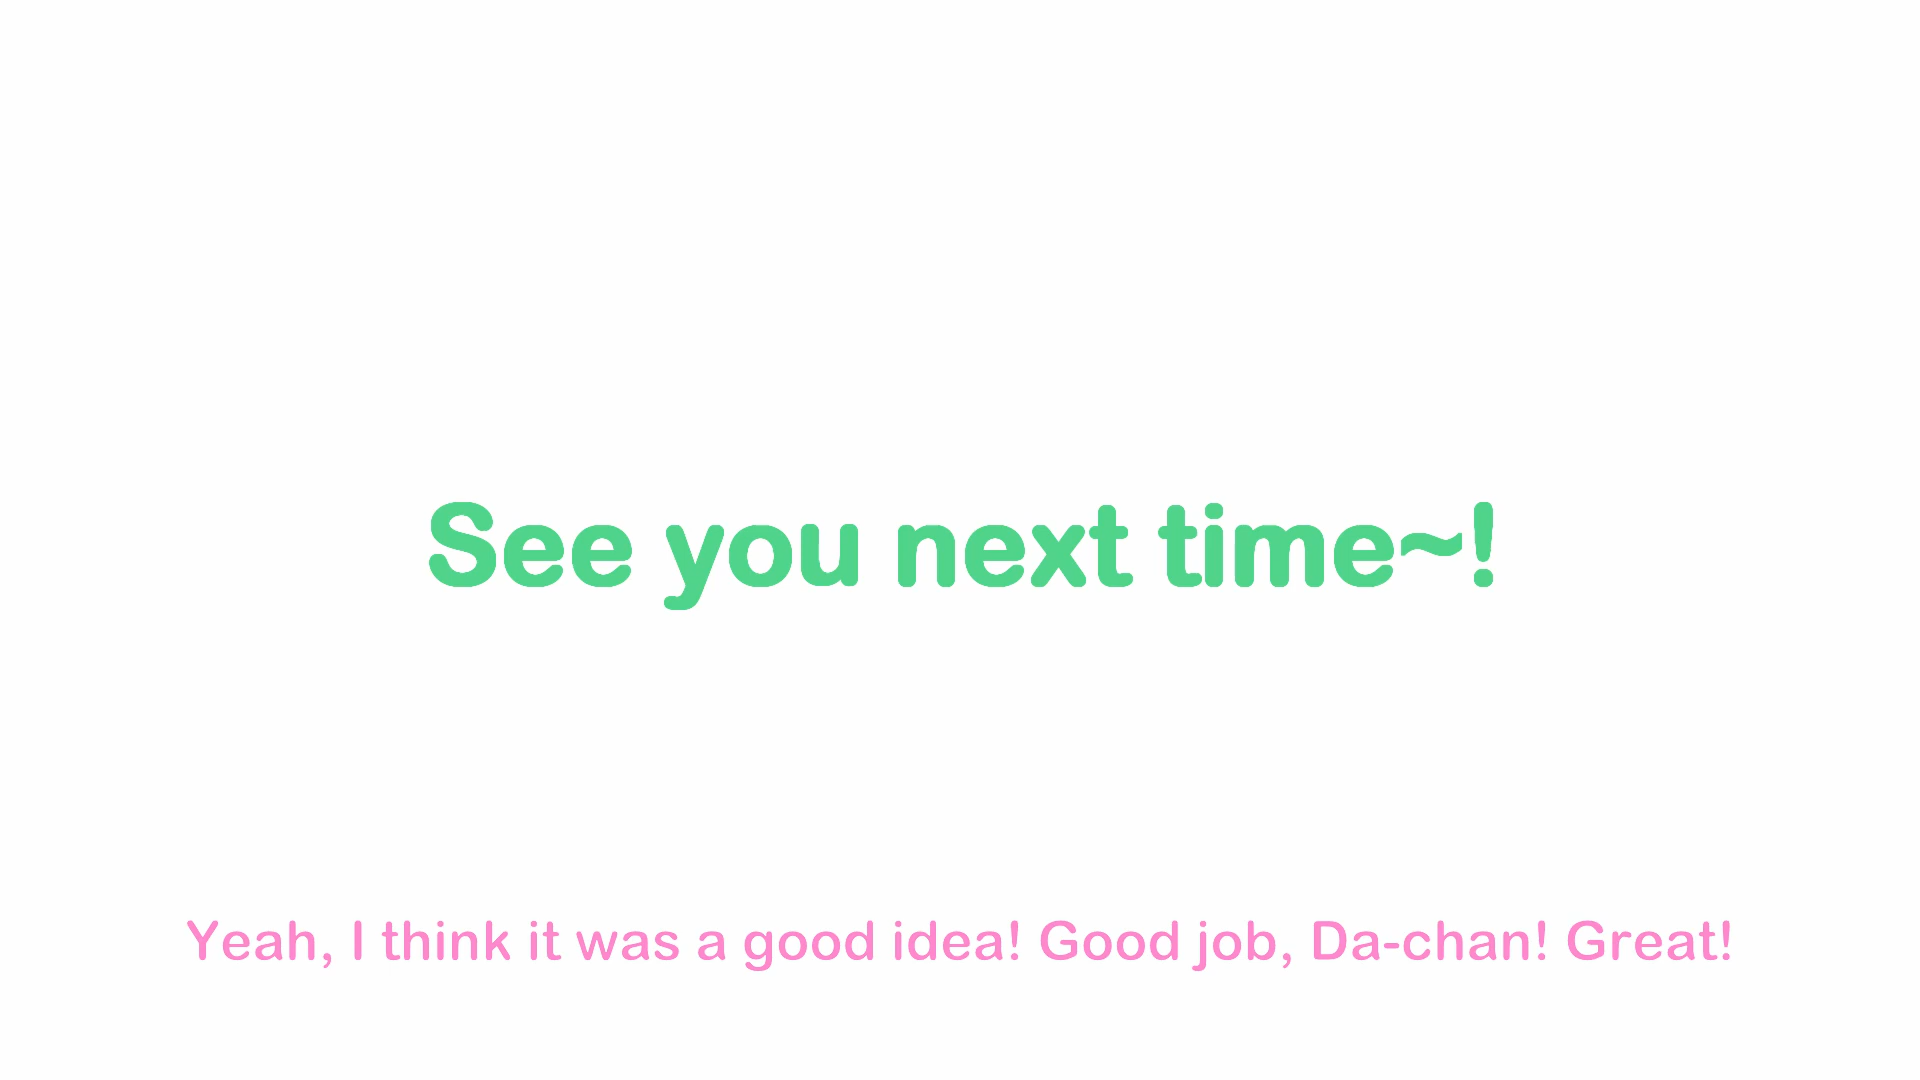 See you next time~!
Yeah, I think it was a good idea! Good job, Da-chan! Great!